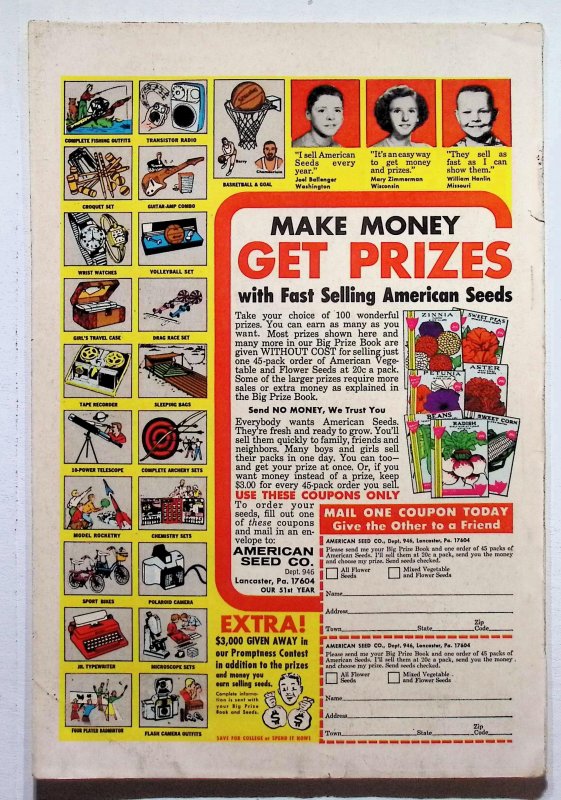 COMPLETE FISHING OUTFITS
TRANSISTOR RADIO
Barry
Chamberlain
BASKETBALL & GOAL
CROQUET SET
GUITAR-AMP COMBO
WRIST WATCHES
VOLLEYBALL SET
GIRL'S TRAVEL CASE
DRAG RACE SET
TAPE RECORDER
SLEEPING BAGS
10-POWER TELESCOPE
COMPLETE ARCHERY SETS
MODEL ROCKETRY
CHEMISTRY SETS
SPORT BIKES
POLAROID CAMERA
JR. TYPEWRITER
MICROSCOPE SETS
FOUR PLAYER BADMINTON
FLASH CAMERA OUTFITS
"I sell American
Seeds every
year."
Joel Ballenger
Washington
"It's an easy way
to get money
and prizes."
Mary Zimmerman
Wisconsin
"They sell as
fast as I can
show them."
William Hanlin
Missouri
MAKE MONEY
GET PRIZES
with Fast Selling American Seeds
Take your choice of 100 wonderful
prizes. You can earn as many as you
want. Most prizes shown here and
many more in our Big Prize Book are
given WITHOUT COST for selling just
one 45-pack order of American Vege-
table and Flower Seeds at 20c a pack.
Some of the larger prizes require more
sales or extra money as explained in
the Big Prize Book.
Send NO MONEY, We Trust You
Everybody wants American Seeds.
They're fresh and ready to grow. You'll
sell them quickly to family, friends and
neighbors. Many boys and girls sell
their packs in one day. You can too—
and get your prize at once. Or, if you
want money instead of a prize, keep
$3.00 for every 45-pack order you sell.
USE THESE COUPONS ONLY
To order your
seeds, fill out one
of these coupons
and mail in an en-
velope to:
AMERICAN
SEED CO.
Dept. 946
Lancaster, Pa. 17604
OUR 51st YEAR
ZINNIA
SWEET PEAS
PETUNIA
ASTER
BEANS
SWEET CORN
RADISH
MAIL ONE COUPON TODAY
Give the Other to a Friend
AMERICAN SEED CO., Dept. 946, Lancaster, Pa. 17604
Please send me your Big Prize Book and one order of 45 packs of
American Seeds. I'll sell them at 20c a pack, send you the money
and choose my prize. Send seeds checked.
All Flower
Seeds
Mixed Vegetable
and Flower Seeds
Name
Address
Town State Zip Code
AMERICAN SEED CO., Dept. 946, Lancaster, Pa. 17604
Please send me your Big Prize Book and one order of 45 packs of
American Seeds. I'll sell them at 20c a pack, send you the money
and choose my prize. Send seeds checked.
All Flower
Seeds
Mixed Vegetable
and Flower Seeds
Name
Address
Town State Zip Code
EXTRA!
$3,000 GIVEN AWAY in
our Promptness Contest
in addition to the prizes
and money you
earn selling seeds.
Complete informa-
tion is sent with
your Big Prize
Book and Seeds.
$ $
SAVE FOR COLLEGE or SPEND IT NOW!